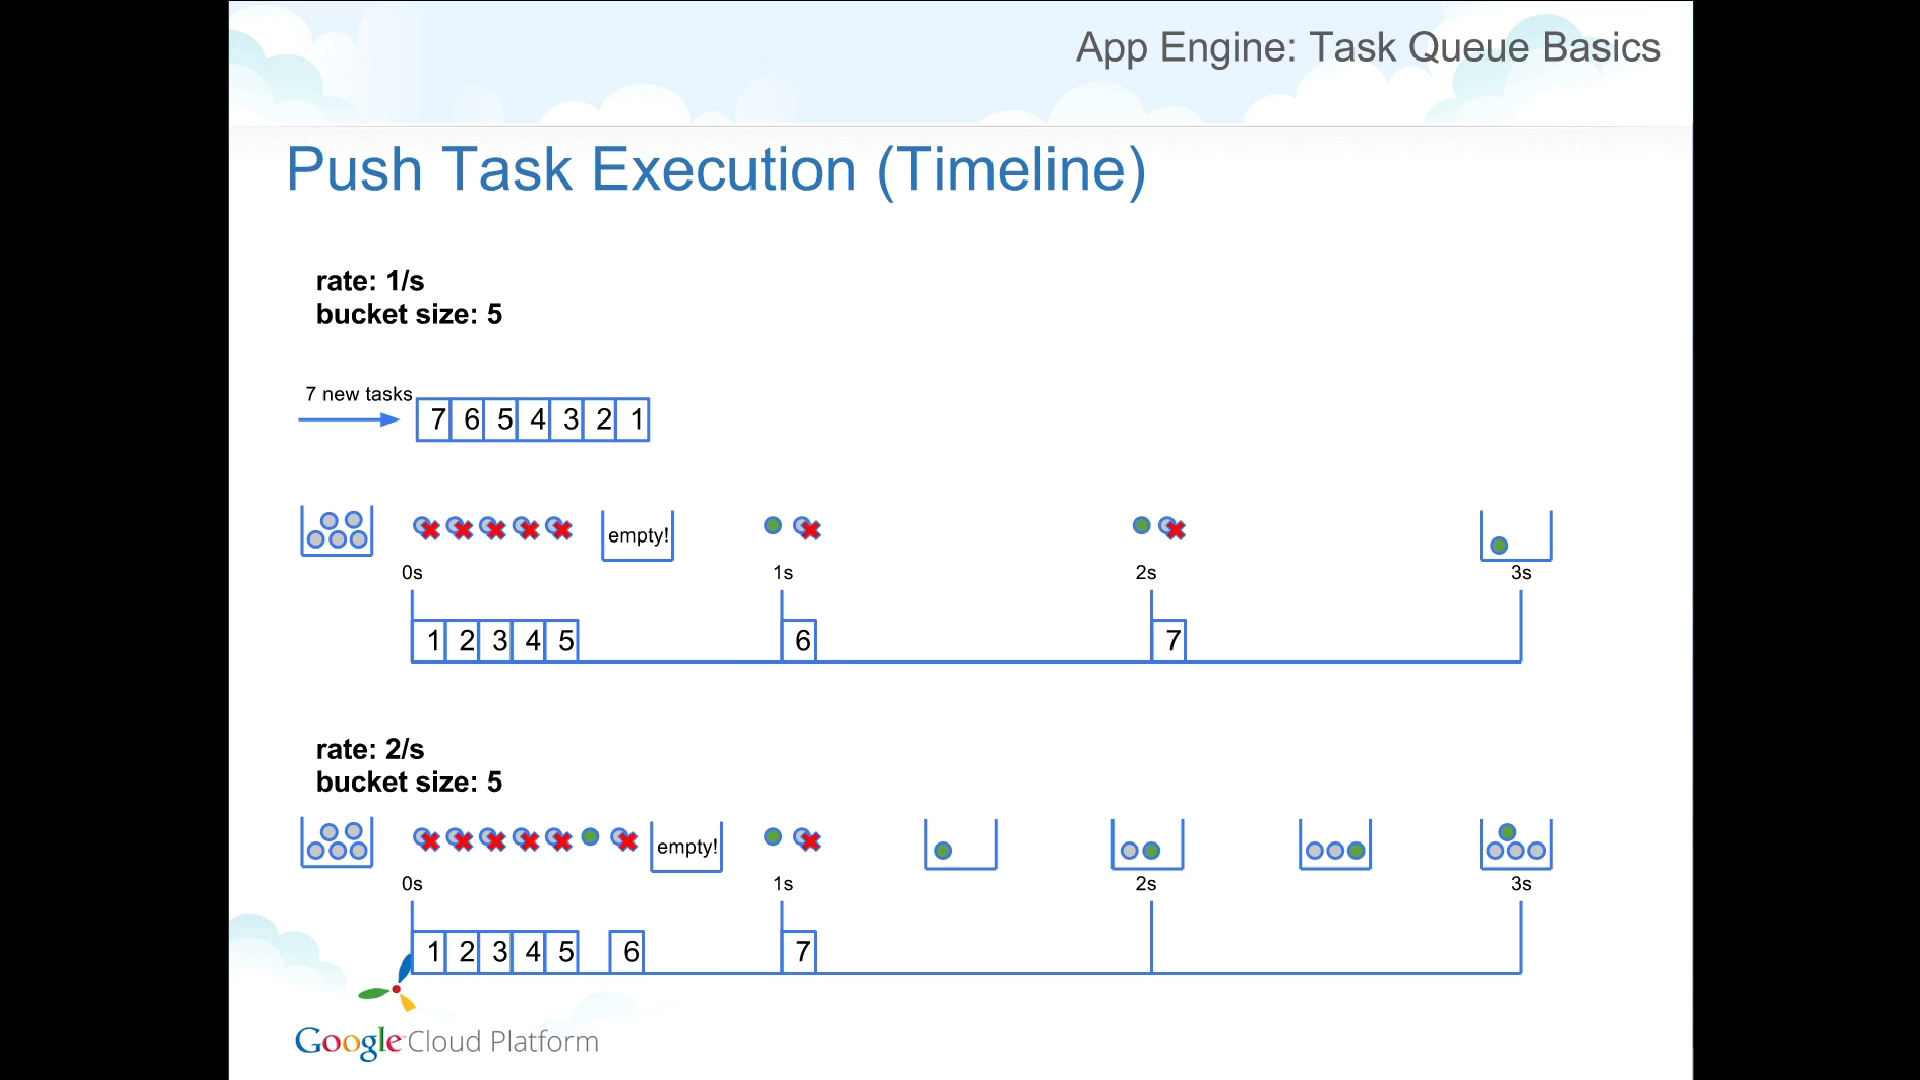 App Engine: Task Queue Basics
Push Task Execution (Timeline)
rate: 1/s
bucket size: 5
7 new tasks
7 6 5 4 3 2 1
empty!
0s 1s 2s 3s
1 2 3 4 5 6 7
rate: 2/s
bucket size: 5
empty!
0s 1s 2s 3s
1 2 3 4 5 6 7
Google Cloud Platform